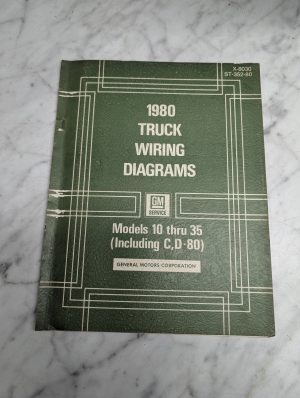 X-8030
ST-352-80
1980
TRUCK
WIRING
DIAGRAMS
GM
SERVICE
Models 10 thru 35
(Including C,D-80)
GENERAL MOTORS CORPORATION